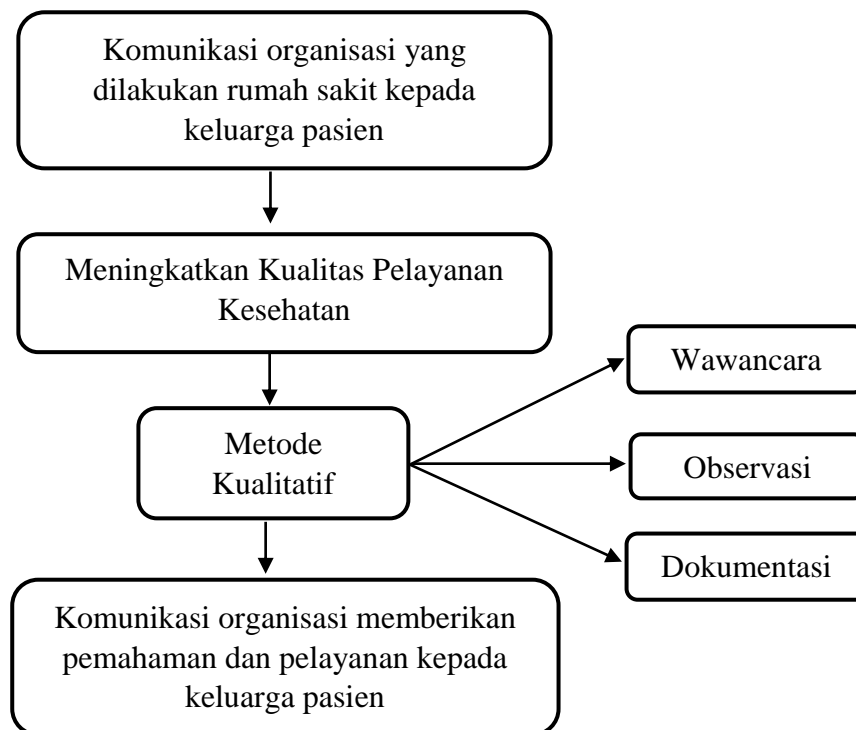 Komunikasi organisasi yang
dilakukan rumah sakit kepada
keluarga pasien
Meningkatkan Kualitas Pelayanan
Kesehatan
Wawancara
Metode
Kualitatif
Observasi
Dokumentasi
Komunikasi organisasi memberikan
pemahaman dan pelayanan kepada
keluarga pasien